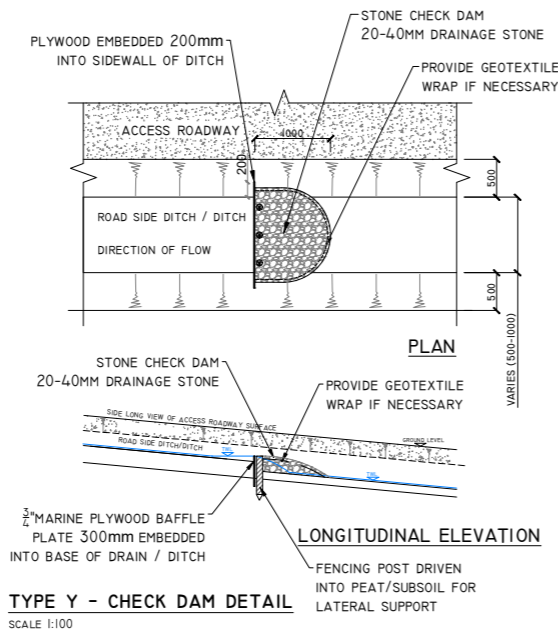 STONE CHECK DAM
20-40MM DRAINAGE STONE
PLYWOOD EMBEDDED 200mm
INTO SIDEWALL OF DITCH
PROVIDE GEOTEXTILE
WRAP IF NECESSARY
ACCESS ROADWAY
1000
200
500
ROAD SIDE DITCH / DITCH
DIRECTION OF FLOW
500
VARIES (500-1000)
PLAN
STONE CHECK DAM
20-40MM DRAINAGE STONE
PROVIDE GEOTEXTILE
WRAP IF NECESSARY
SIDE LONG VIEW OF ACCESS ROADWAY SURFACE
GROUND LEVEL
ROAD SIDE DITCH/DITCH
3/4" MARINE PLYWOOD BAFFLE
PLATE 300mm EMBEDDED
INTO BASE OF DRAIN / DITCH
LONGITUDINAL ELEVATION
FENCING POST DRIVEN
INTO PEAT/SUBSOIL FOR
LATERAL SUPPORT
TYPE Y - CHECK DAM DETAIL
SCALE 1:100